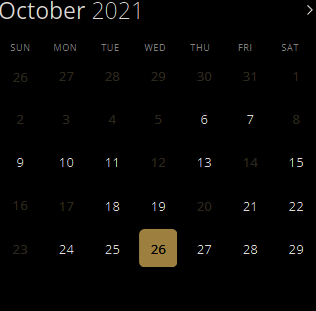 October 2021
SUN MON TUE WED THU FRI SAT
26 27 28 29 30 31 1
2 3 4 5 6 7 8
9 10 11 12 13 14 15
16 17 18 19 20 21 22
23 24 25 26 27 28 29